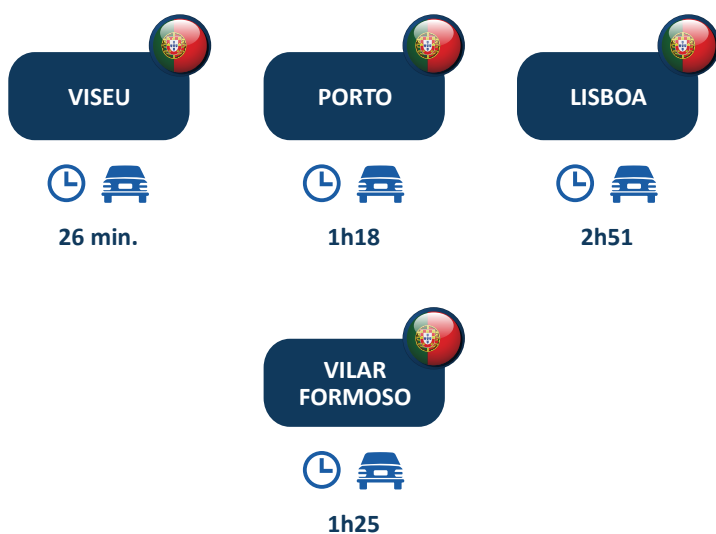 VISEU
PORTO
LISBOA
26 min.
1h18
2h51
VILAR
FORMOSO
1h25